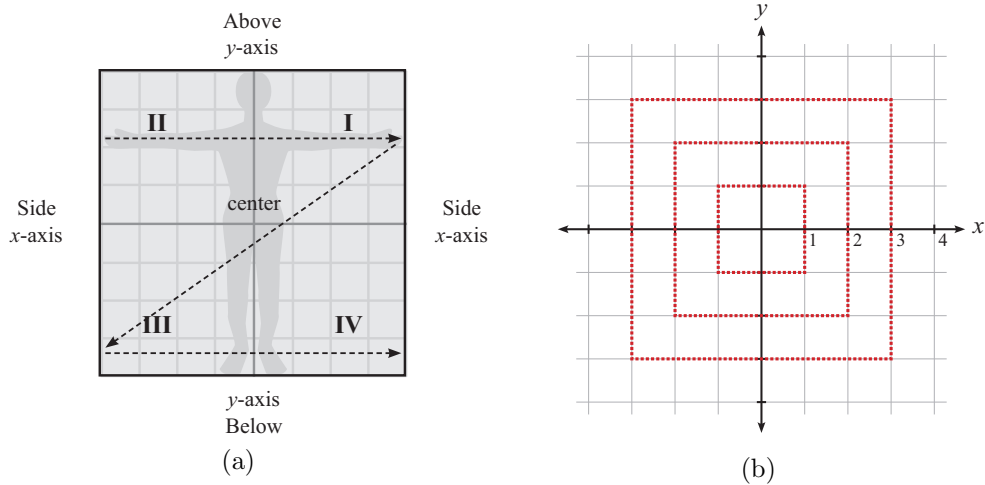 Above
y-axis
II
I
Side
x-axis
center
Side
x-axis
III
IV
y-axis
Below
(a)
y
x
1
2
3
4
(b)